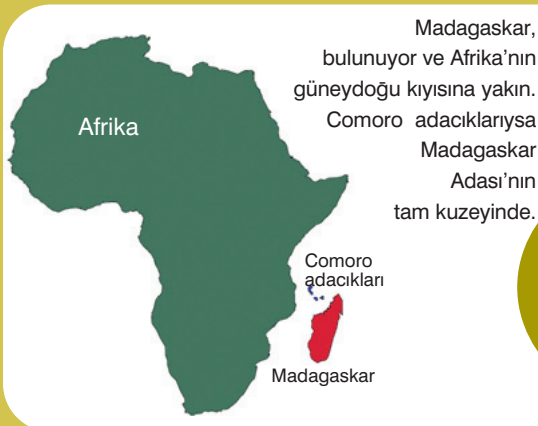 Madagaskar,
bulunuyor ve Afrika’nın
güneydoğu kıyısına yakın.
Comoro adacıklarıysa
Madagaskar
Adası’nın
tam kuzeyinde.
Afrika
Comoro
adacıkları
Madagaskar